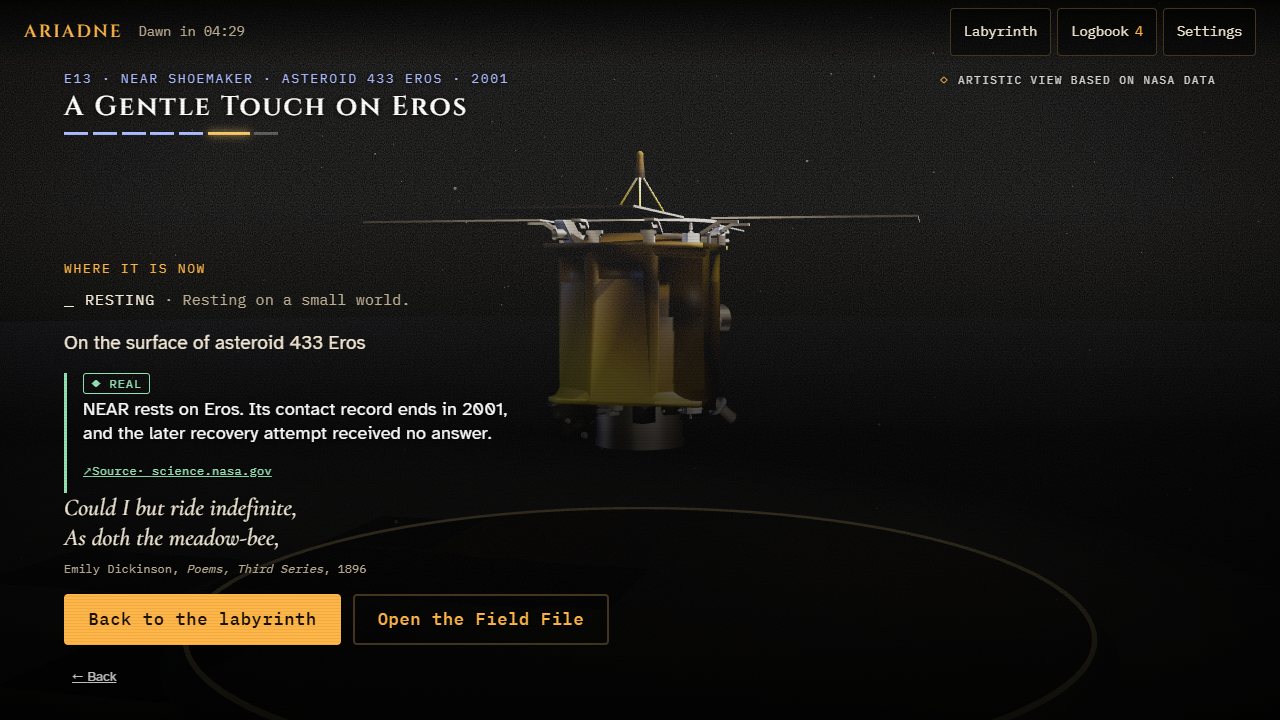 ARIADNE Dawn in 04:29 Labyrinth Logbook 4 Settings
E13 · NEAR SHOEMAKER · ASTEROID 433 EROS · 2001
◇ ARTISTIC VIEW BASED ON NASA DATA
A Gentle Touch on Eros
WHERE IT IS NOW
_ RESTING · Resting on a small world.
On the surface of asteroid 433 Eros
◆ REAL
NEAR rests on Eros. Its contact record ends in 2001,
and the later recovery attempt received no answer.
↗Source· science.nasa.gov
Could I but ride indefinite,
As doth the meadow-bee,
Emily Dickinson, Poems, Third Series, 1896
Back to the labyrinth Open the Field File
← Back